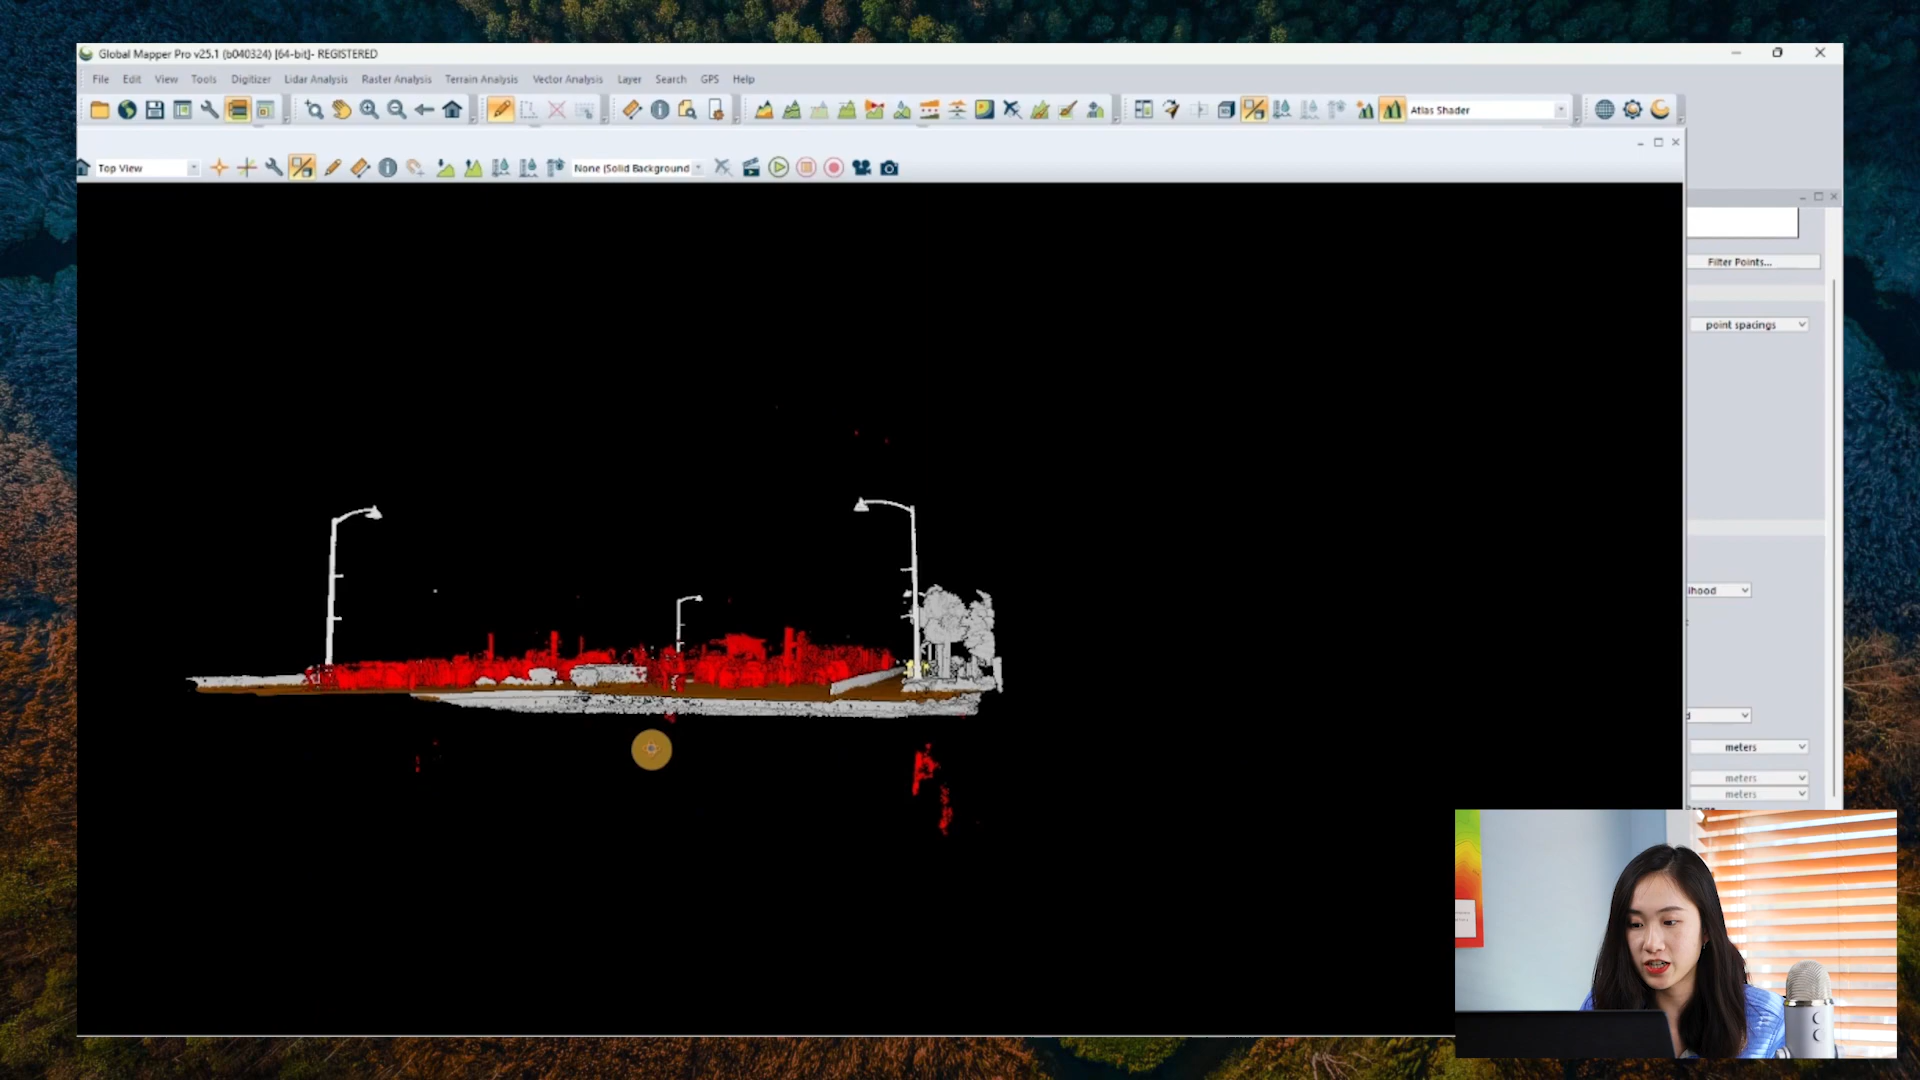 Global Mapper Pro v25.1 (b040324) [64-bit]- REGISTERED
File Edit View Tools Digitizer Lidar Analysis Raster Analysis Terrain Analysis Vector Analysis Layer Search GPS Help
Atlas Shader
Top View
None (Solid Background
Filter Points...
point spacings
lihood
d
meters
meters
meters